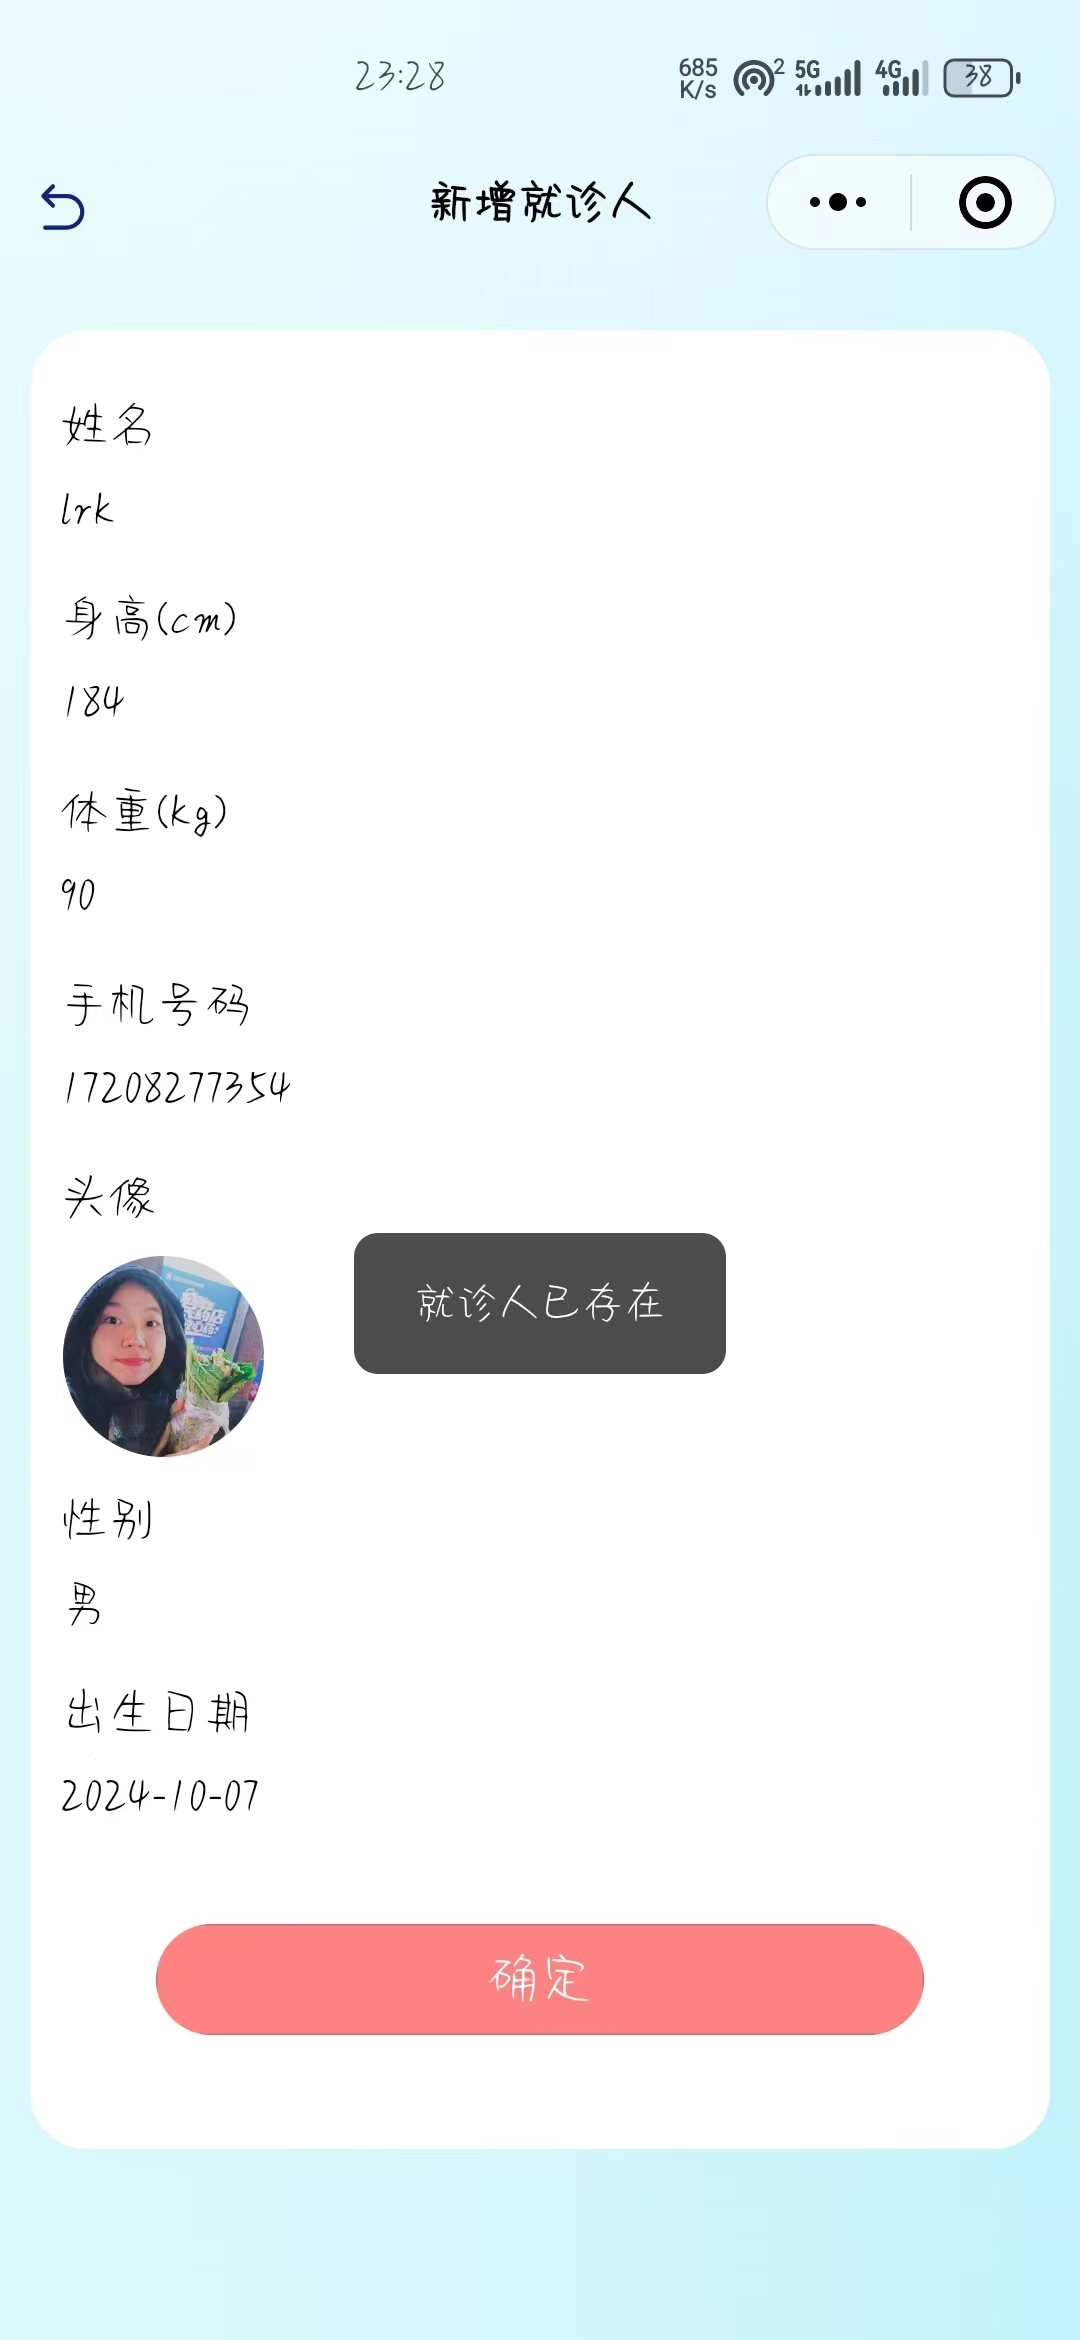 23:28
685
K/s
2
5G
4G
38
新增就诊人
姓名
lrk
身高(cm)
184
体重(kg)
90
手机号码
17208277354
头像
就诊人已存在
性别
男
出生日期
2024-10-07
确定